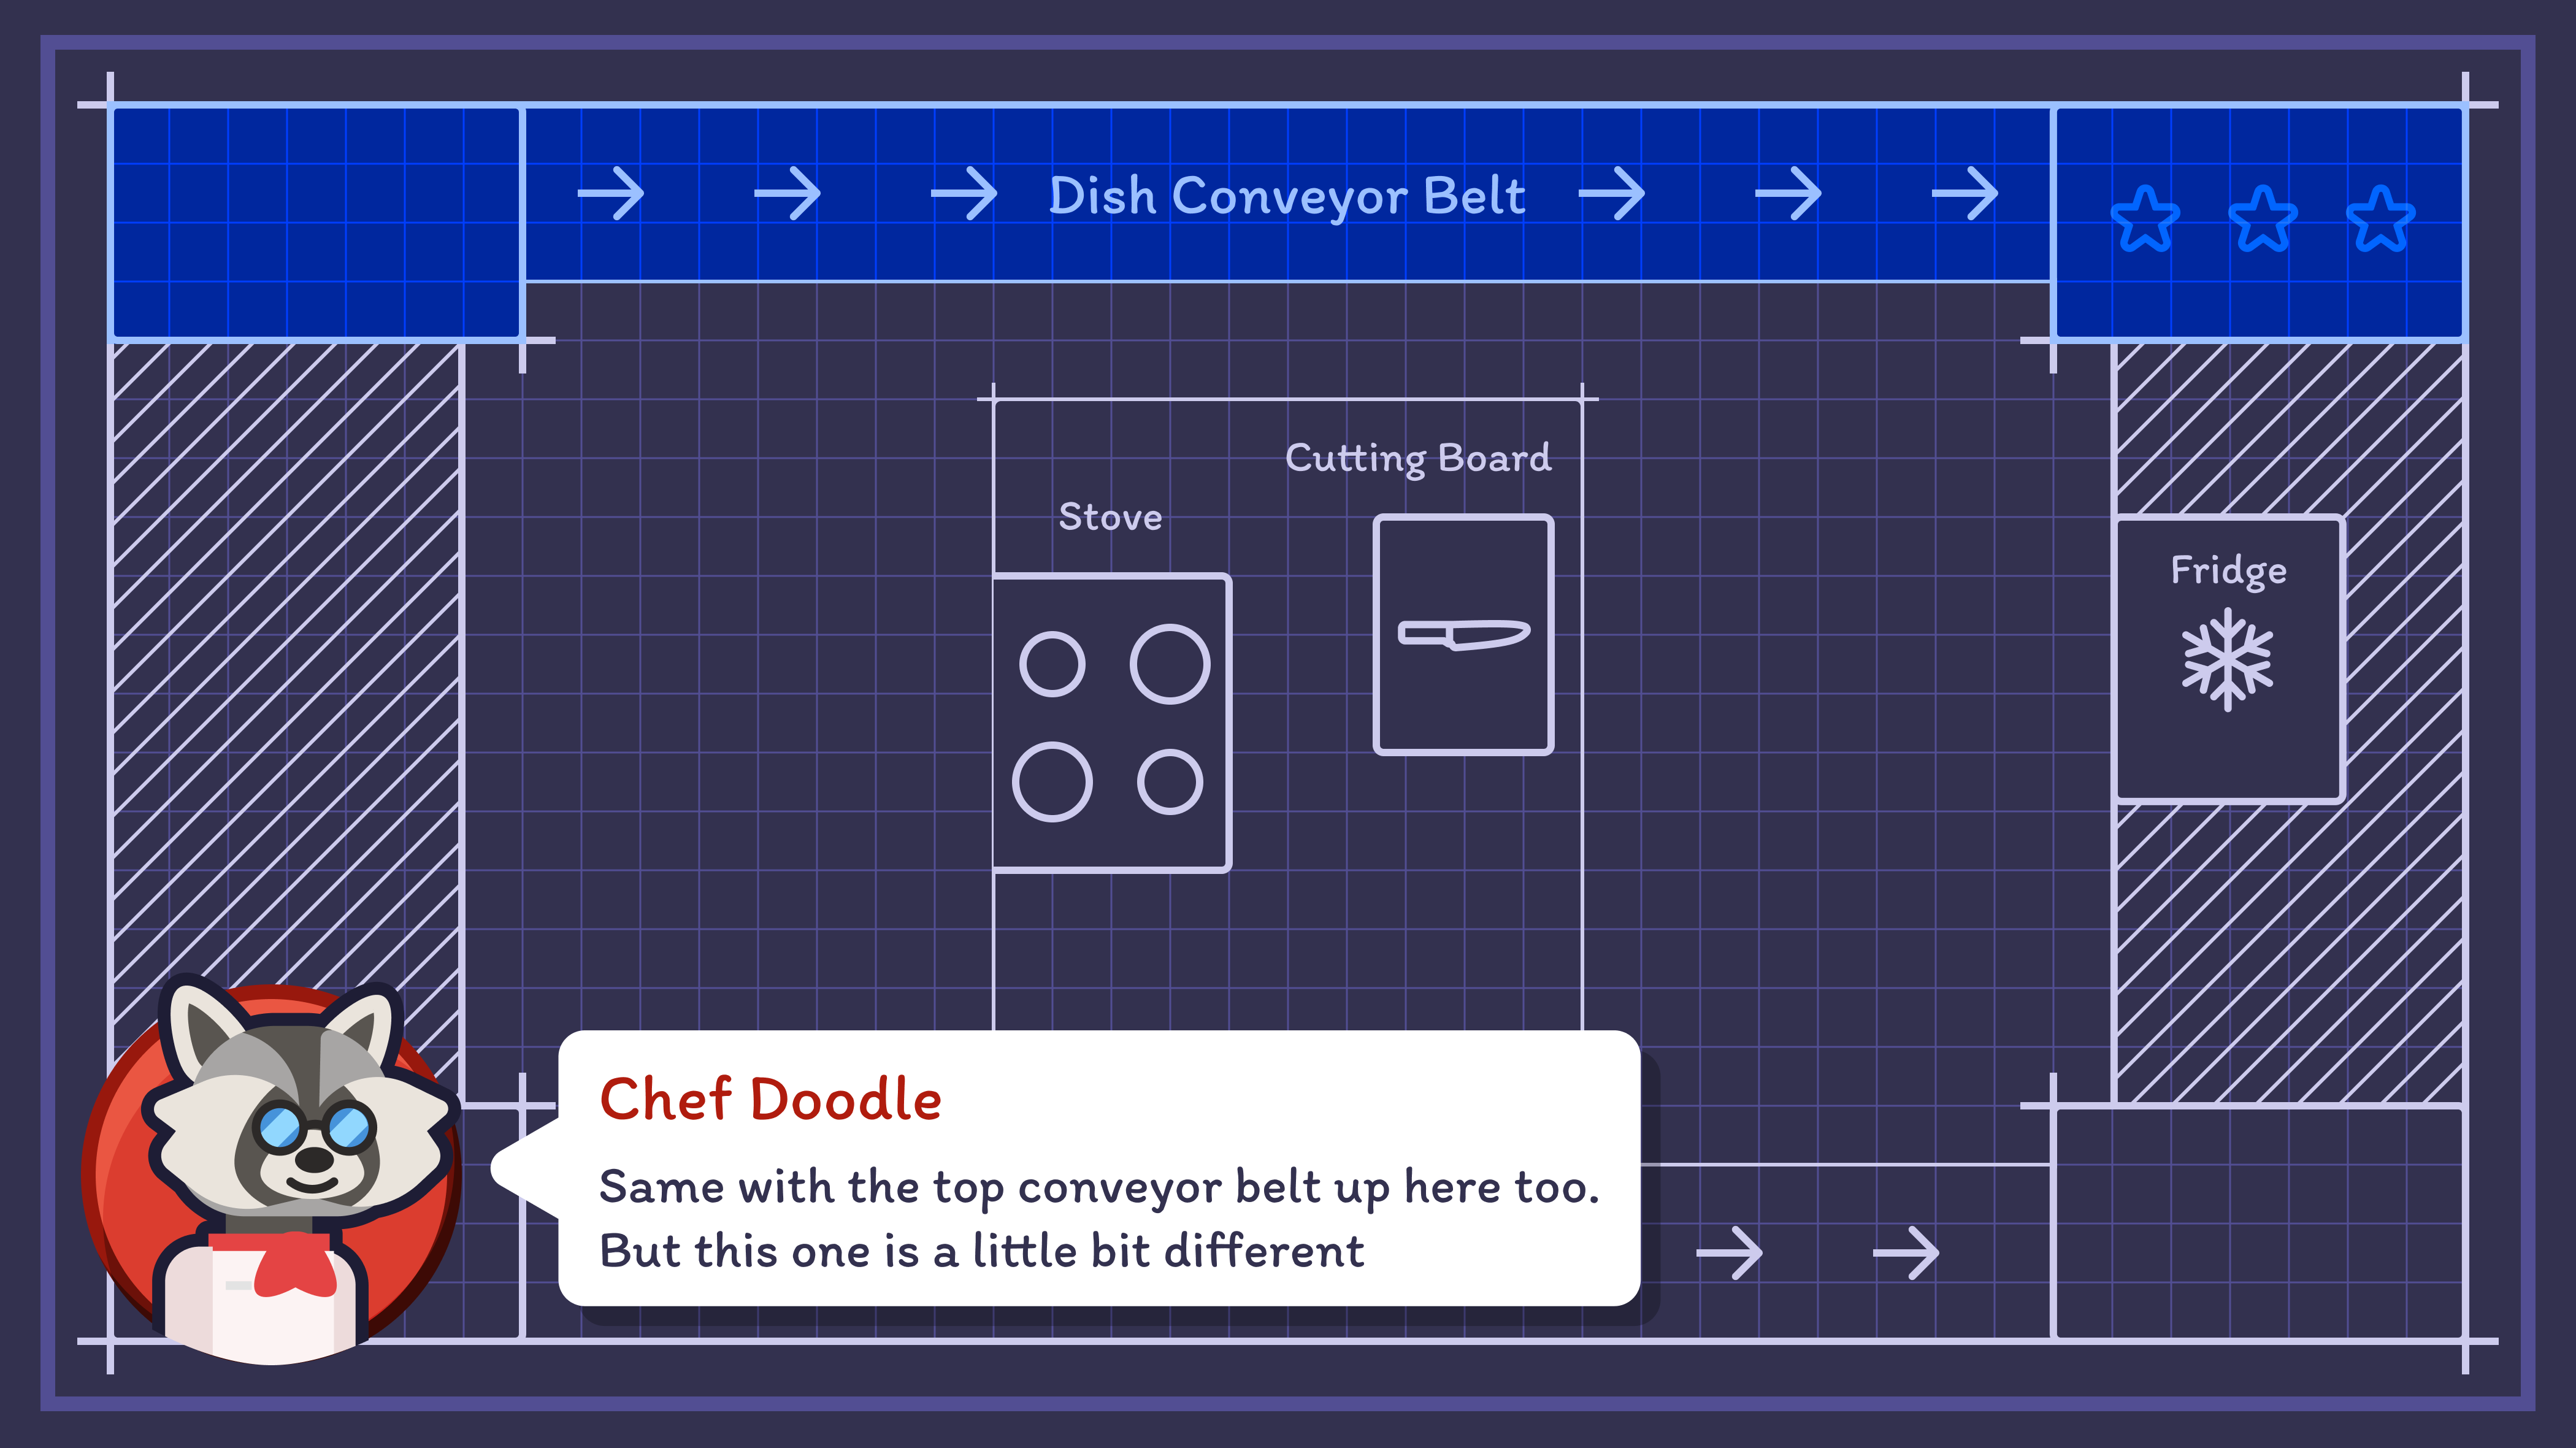 Dish Conveyor Belt
Cutting Board
Stove
Fridge
Chef Doodle
Same with the top conveyor belt up here too.
But this one is a little bit different